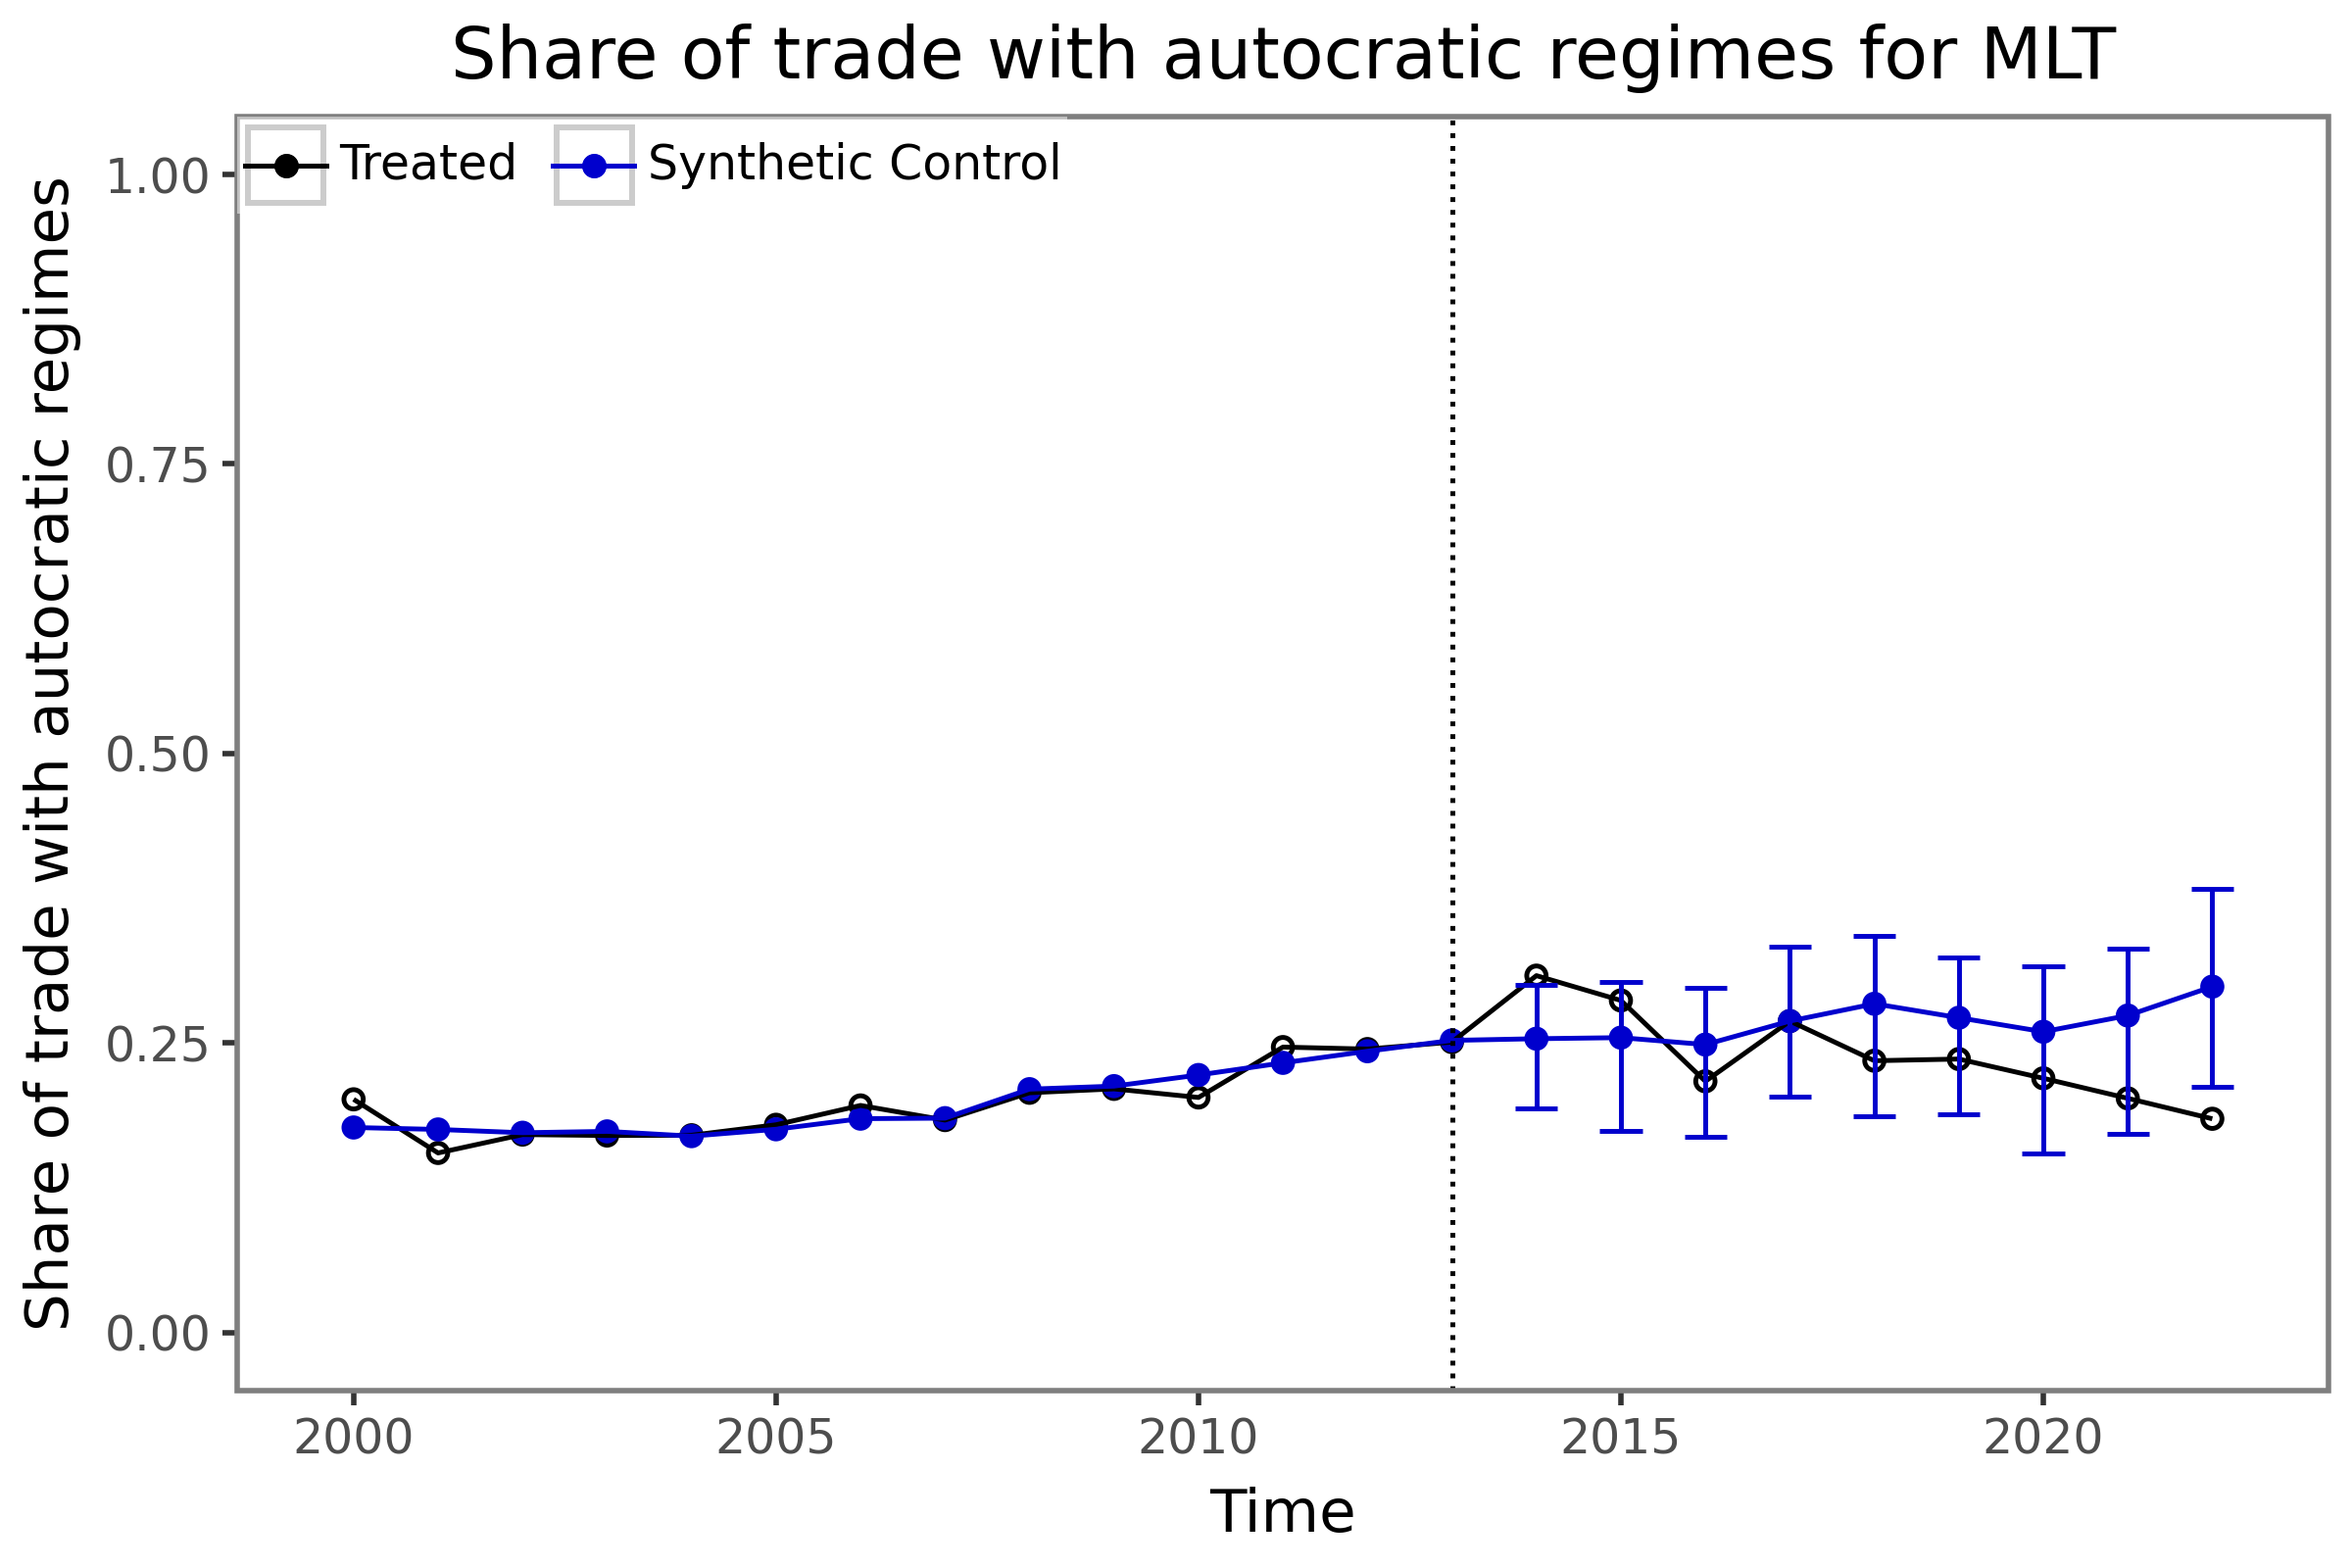 Share of trade with autocratic regimes for MLT
Treated
Synthetic Control
Share of trade with autocratic regimes
1.00
0.75
0.50
0.25
0.00
2000
2005
2010
2015
2020
Time